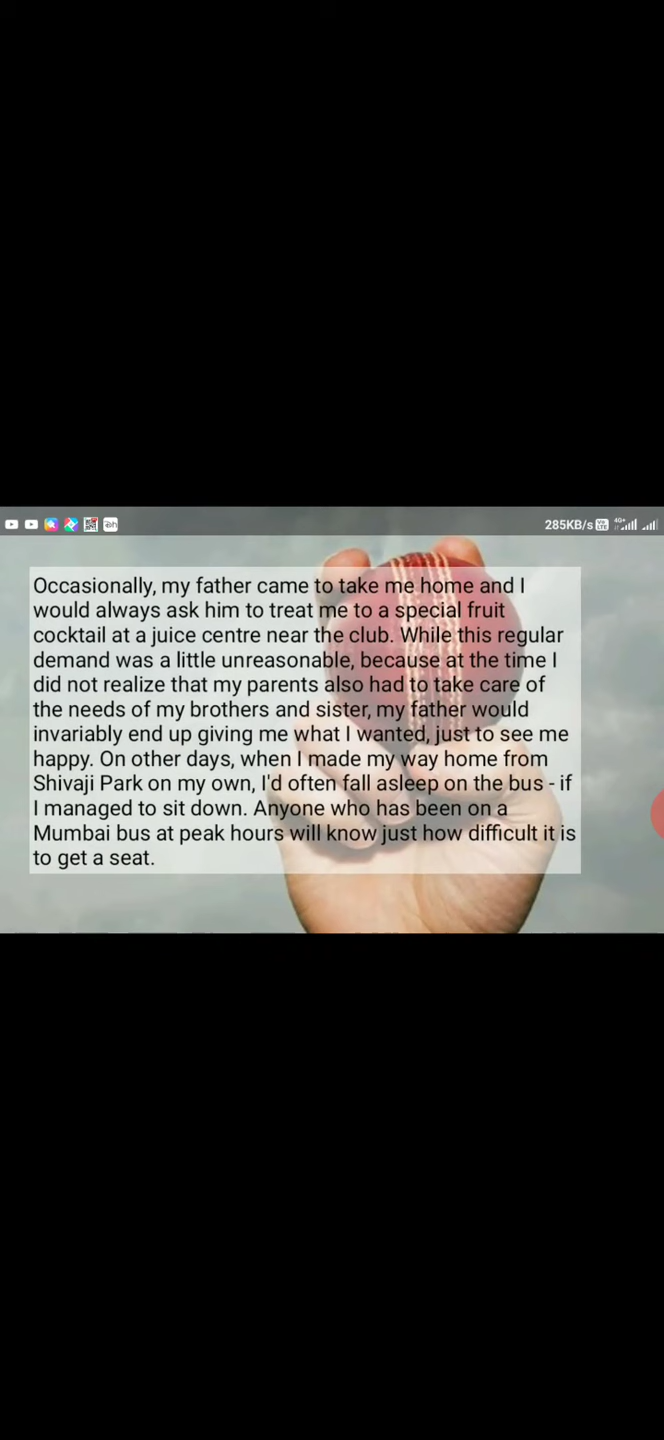 285KB/s Vo LTE 4G+
Occasionally, my father came to take me home and I
would always ask him to treat me to a special fruit
cocktail at a juice centre near the club. While this regular
demand was a little unreasonable, because at the time I
did not realize that my parents also had to take care of
the needs of my brothers and sister, my father would
invariably end up giving me what I wanted, just to see me
happy. On other days, when I made my way home from
Shivaji Park on my own, I'd often fall asleep on the bus - if
I managed to sit down. Anyone who has been on a
Mumbai bus at peak hours will know just how difficult it is
to get a seat.